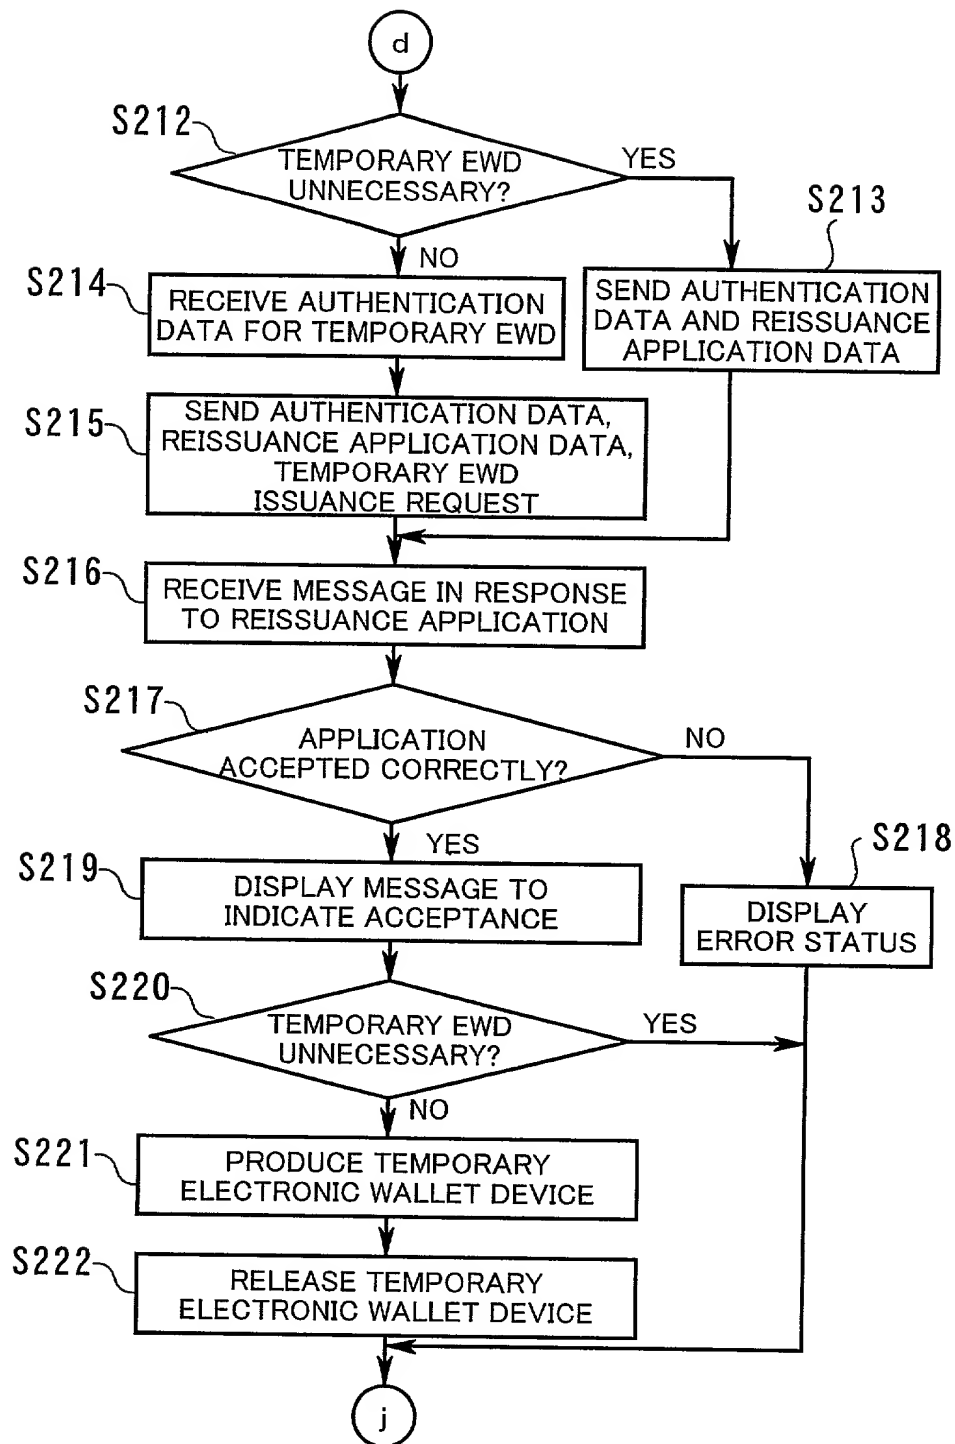 d
S212
TEMPORARY EWD
UNNECESSARY?
YES
S213
NO
S214
RECEIVE AUTHENTICATION
DATA FOR TEMPORARY EWD
SEND AUTHENTICATION
DATA AND REISSUANCE
APPLICATION DATA
S215
SEND AUTHENTICATION DATA,
REISSUANCE APPLICATION DATA,
TEMPORARY EWD
ISSUANCE REQUEST
S216
RECEIVE MESSAGE IN RESPONSE
TO REISSUANCE APPLICATION
S217
APPLICATION
ACCEPTED CORRECTLY?
NO
YES
S218
S219
DISPLAY MESSAGE TO
INDICATE ACCEPTANCE
DISPLAY
ERROR STATUS
S220
TEMPORARY EWD
UNNECESSARY?
YES
NO
S221
PRODUCE TEMPORARY
ELECTRONIC WALLET DEVICE
S222
RELEASE TEMPORARY
ELECTRONIC WALLET DEVICE
j